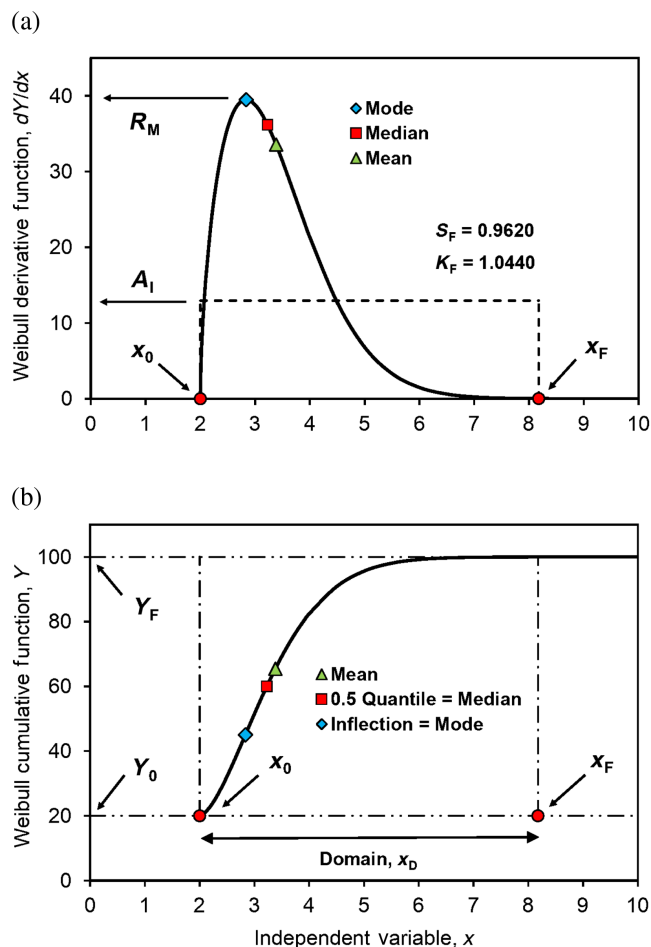 (a)
Weibull derivative function, dY/dx
40
30
20
10
0
R_M
Mode
Median
Mean
S_F = 0.9620
K_F = 1.0440
A_I
x_0
x_F
0 1 2 3 4 5 6 7 8 9 10
(b)
Weibull cumulative function, Y
100
80
60
40
20
0
Y_F
Mean
0.5 Quantile = Median
Inflection = Mode
Y_0
x_0
x_F
Domain, x_D
0 1 2 3 4 5 6 7 8 9 10
Independent variable, x